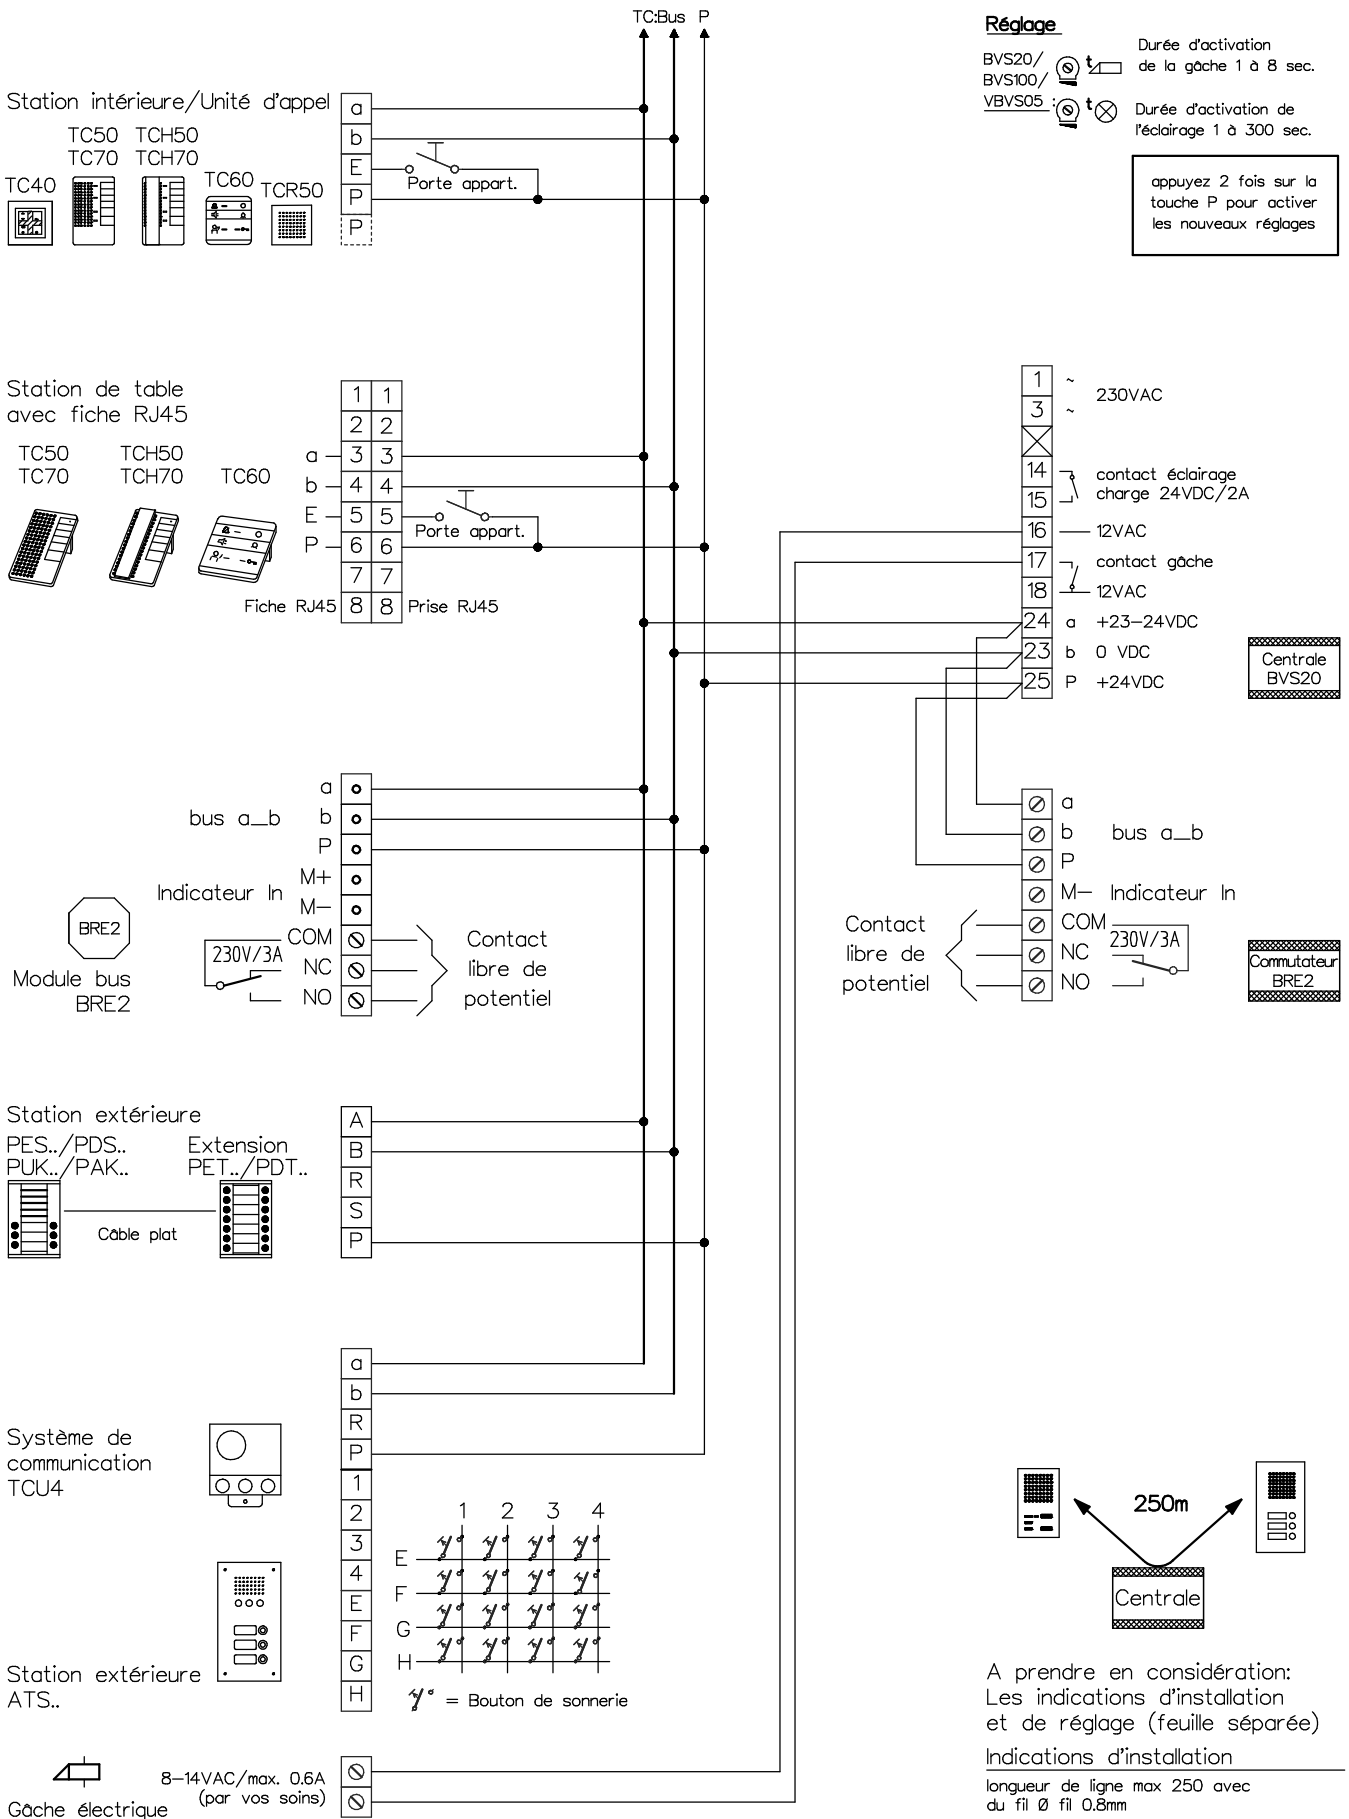 TC:Bus P
Réglage
BVS20/
BVS100/
VBVS05 :
t
Durée d'activation
de la gâche 1 à 8 sec.
t
Durée d'activation de
l'éclairage 1 à 300 sec.
appuyez 2 fois sur la
touche P pour activer
les nouveaux réglages
Station intérieure/Unité d'appel
TC50 TCH50
TC70 TCH70
TC40
TC60
TCR50
a
b
E
P
P
Porte appart.
Station de table
avec fiche RJ45
TC50 TCH50
TC70 TCH70 TC60
1 1
2 2
a 3 3
b 4 4
E 5 5
P 6 6
7 7
Fiche RJ45 8 8 Prise RJ45
Porte appart.
1 ~
3 ~
230VAC
14 contact éclairage
15 charge 24VDC/2A
16 12VAC
17 contact gâche
18 12VAC
24 a +23-24VDC
23 b 0 VDC
25 P +24VDC
Centrale
BVS20
a
bus a_b b
P
M+
Indicateur In
M-
COM
NC
NO
230V/3A
BRE2
Module bus
BRE2
Contact
libre de
potentiel
a
b bus a_b
P
M- Indicateur In
COM
NC
NO
230V/3A
Contact
libre de
potentiel
Commutateur
BRE2
Station extérieure
PES../PDS..
PUK../PAK..
Extension
PET../PDT..
Câble plat
A
B
R
S
P
Système de
communication
TCU4
a
b
R
P
1
2
3
4
E
F
G
H
1 2 3 4
E
F
G
H
= Bouton de sonnerie
Station extérieure
ATS..
250m
Centrale
A prendre en considération:
Les indications d'installation
et de réglage (feuille séparée)
Indications d'installation
longueur de ligne max 250 avec
du fil Ø fil 0.8mm
8-14VAC/max. 0.6A
(par vos soins)
Gâche électrique